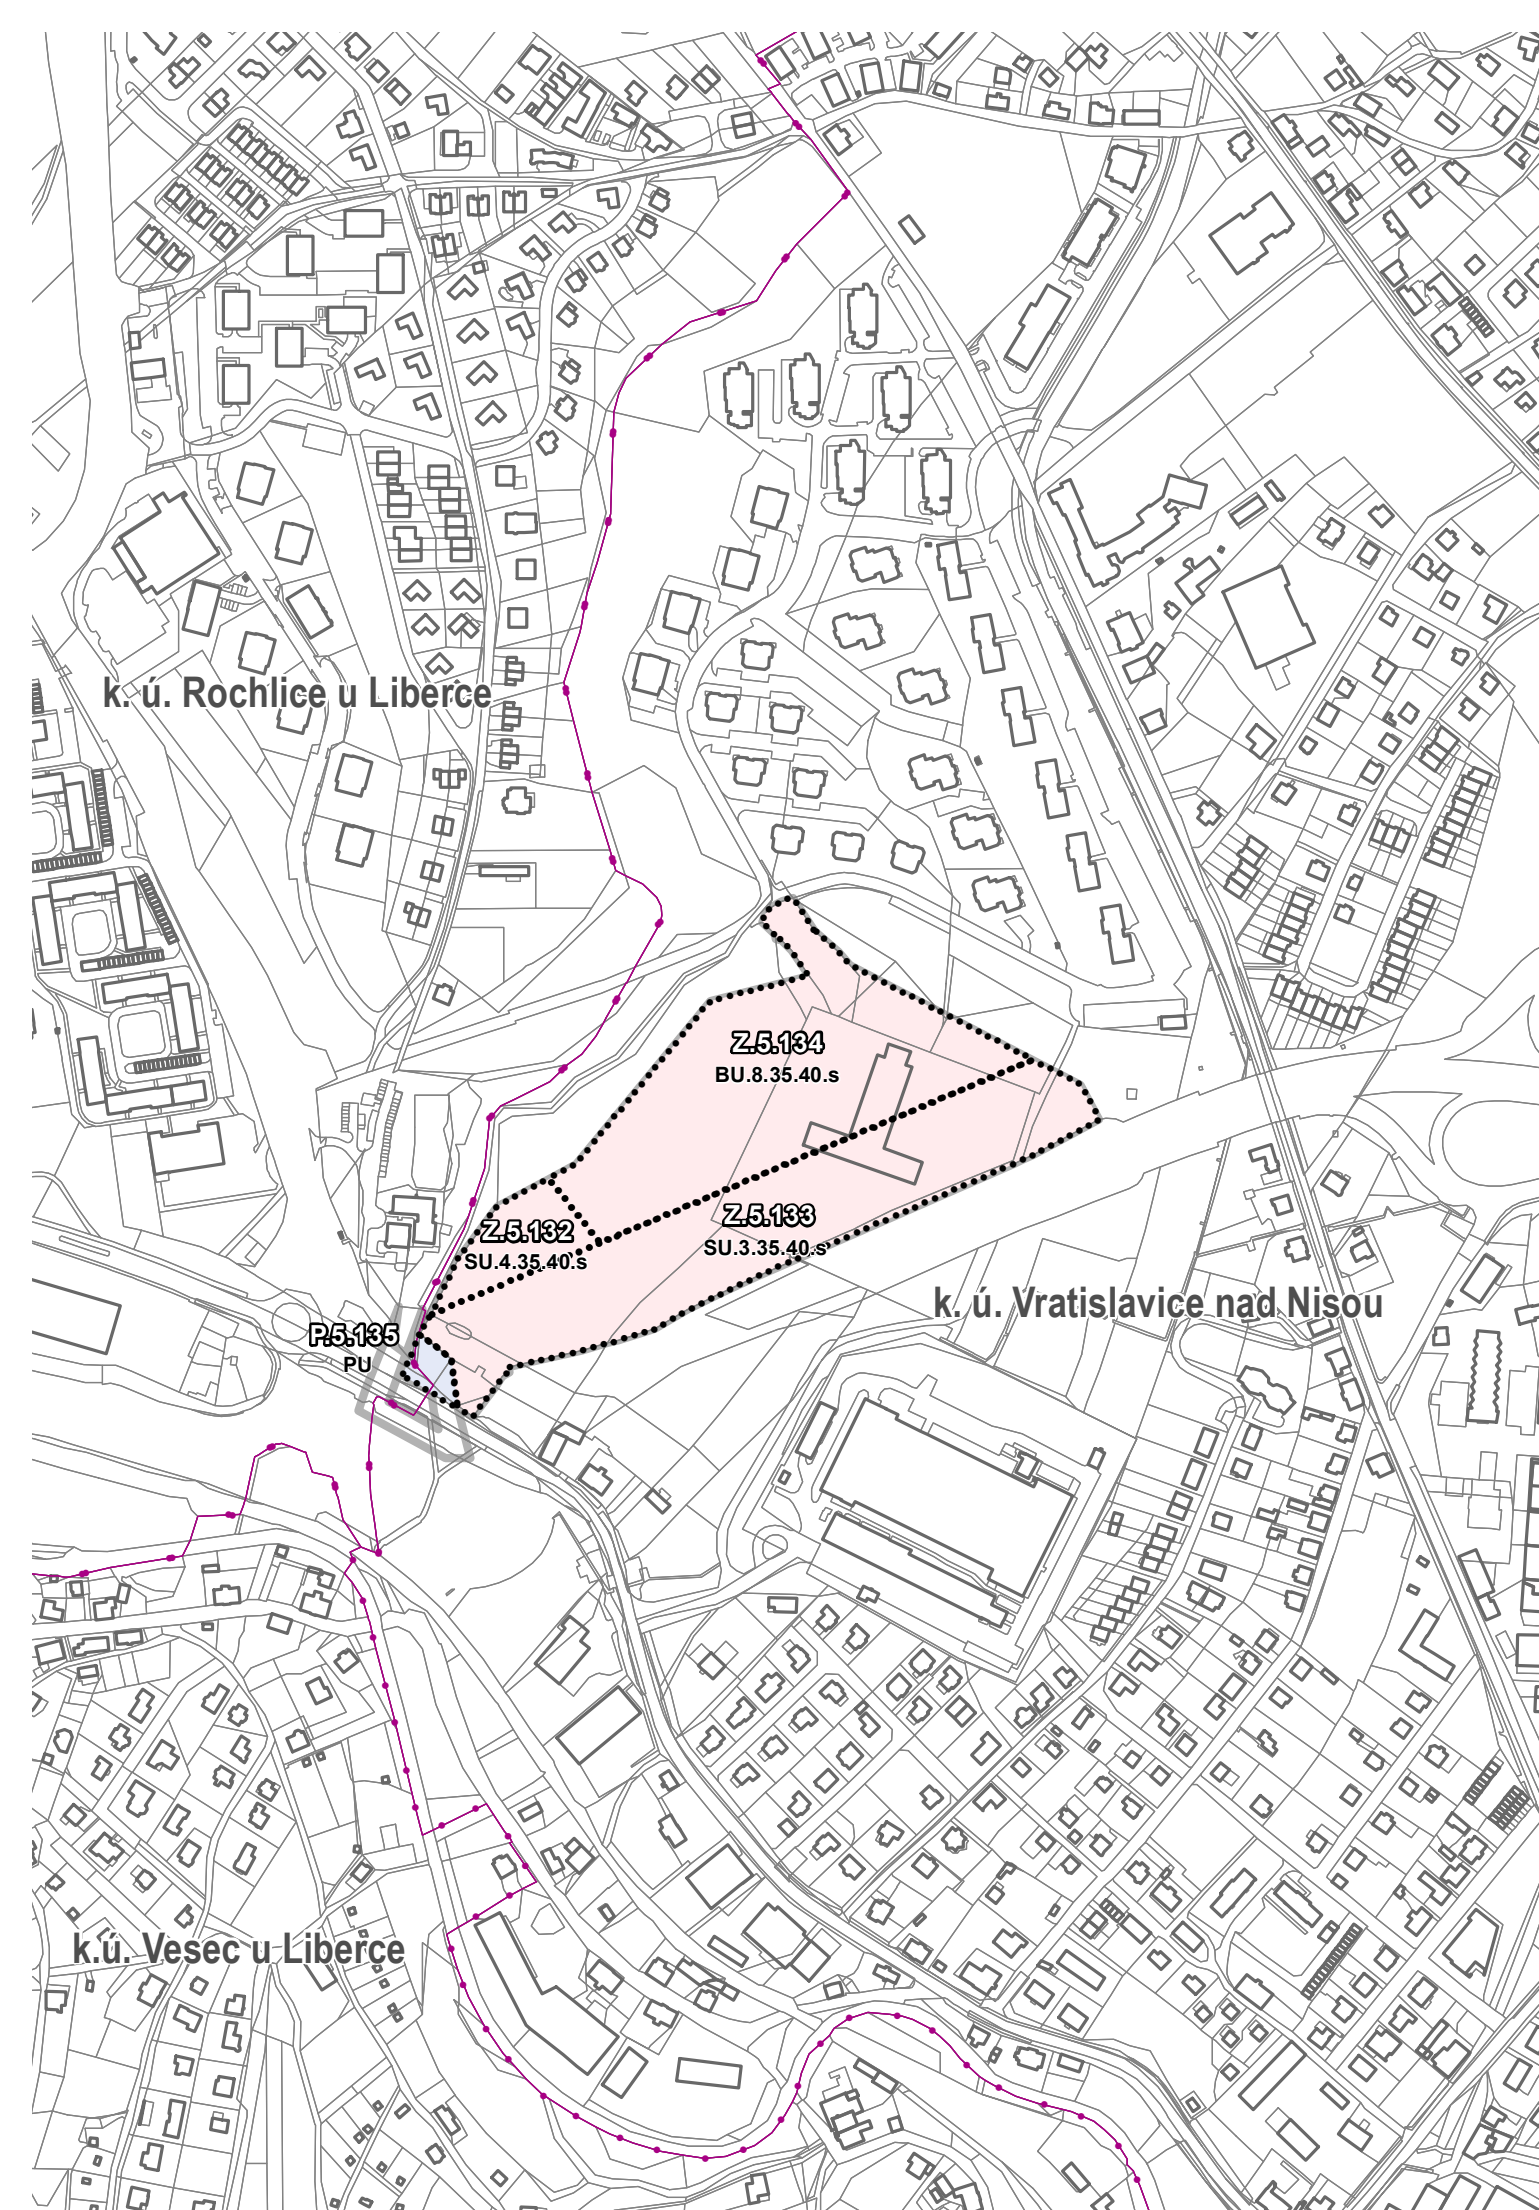 k. ú. Rochlice u Liberce
Z.5.134
BU.8.35.40.s
Z.5.133
SU.3.35.40.s
Z.5.132
SU.4.35.40.s
k. ú. Vratislavice nad Nisou
P.5.135
PU
k.ú. Vesec u Liberce